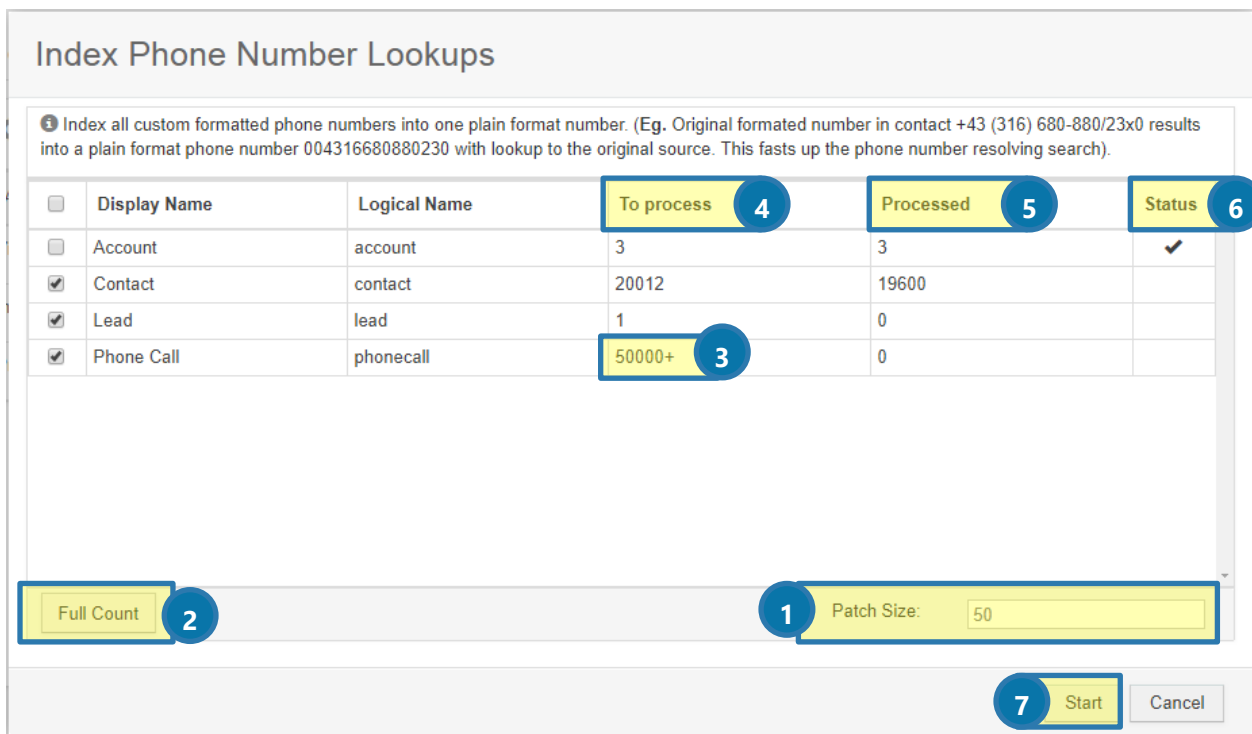 Index Phone Number Lookups
Index all custom formatted phone numbers into one plain format number. (Eg. Original formated number in contact +43 (316) 680-880/23x0 results
into a plain format phone number 004316680880230 with lookup to the original source. This fasts up the phone number resolving search).
Display Name Logical Name To process 4 Processed 5 Status 6
Account account 3 3
Contact contact 20012 19600
Lead lead 1 0
Phone Call phonecall 50000+ 3 0
Full Count 2 1 Patch Size: 50
7 Start Cancel